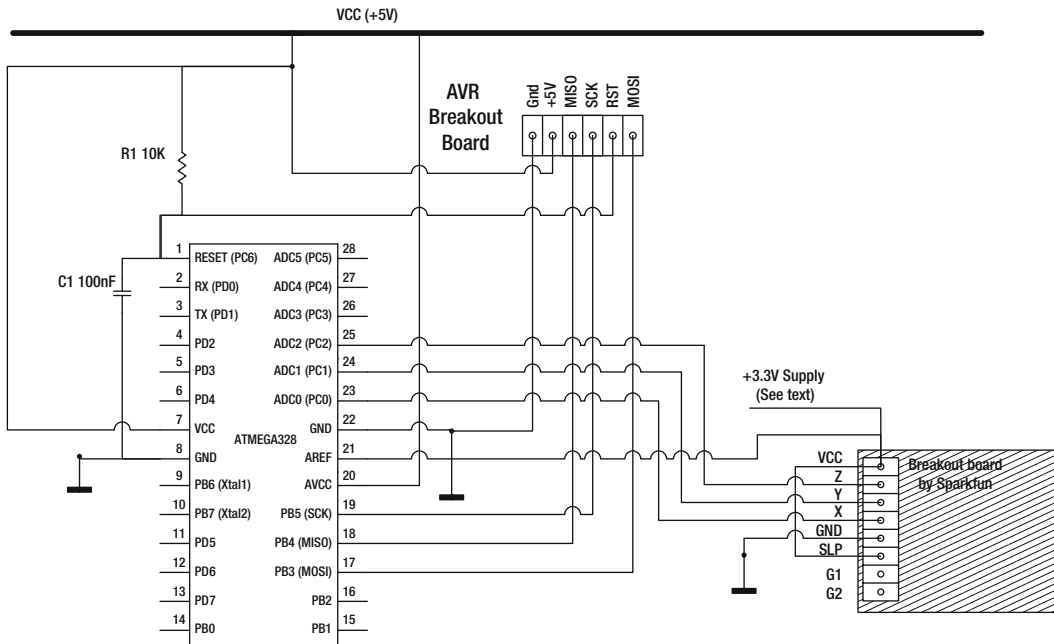 VCC (+5V)
AVR
Breakout
Board
Gnd
+5V
MISO
SCK
RST
MOSI
R1 10K
C1 100nF
1 RESET (PC6) ADC5 (PC5) 28
2 RX (PD0) ADC4 (PC4) 27
3 TX (PD1) ADC3 (PC3) 26
4 PD2 ADC2 (PC2) 25
5 PD3 ADC1 (PC1) 24
6 PD4 ADC0 (PC0) 23
7 VCC GND 22
ATMEGA328
8 GND AREF 21
9 PB6 (Xtal1) AVCC 20
10 PB7 (Xtal2) PB5 (SCK) 19
11 PD5 PB4 (MISO) 18
12 PD6 PB3 (MOSI) 17
13 PD7 PB2 16
14 PB0 PB1 15
+3.3V Supply
(See text)
VCC
Z
Y
X
GND
SLP
G1
G2
Breakout board
by Sparkfun